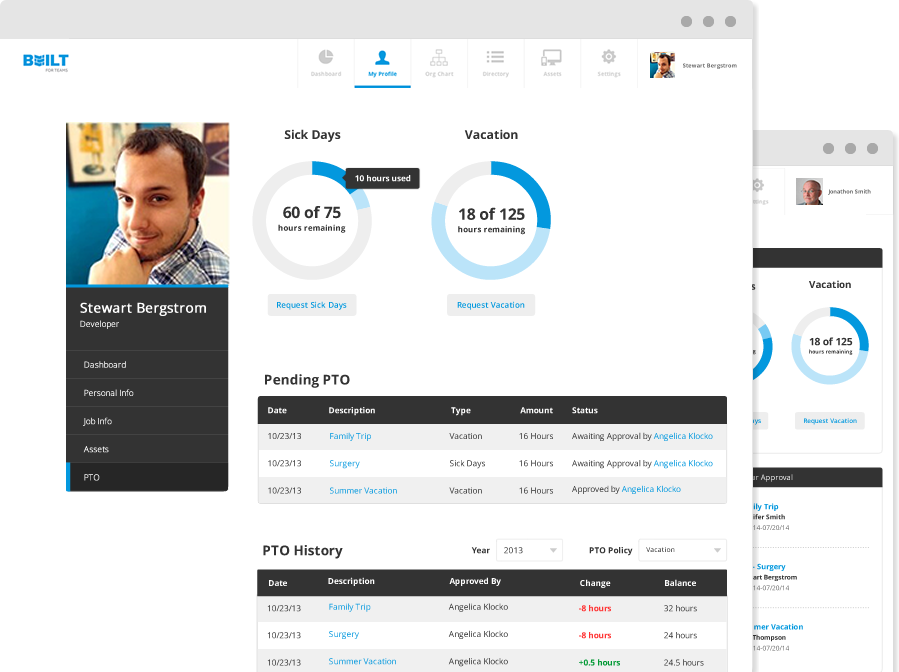 BUILT
FOR TEAMS
Dashboard
My Profile
Org Chart
Directory
Assets
Settings
Stewart Bergstrom
Sick Days
Vacation
10 hours used
60 of 75
hours remaining
18 of 125
hours remaining
Request Sick Days
Request Vacation
Stewart Bergstrom
Developer
Dashboard
Personal Info
Job Info
Assets
PTO
Pending PTO
Date Description Type Amount Status
10/23/13 Family Trip Vacation 16 Hours Awaiting Approval by Angelica Klocko
10/23/13 Surgery Sick Days 16 Hours Awaiting Approval by Angelica Klocko
10/23/13 Summer Vacation Vacation 16 Hours Approved by Angelica Klocko
PTO History
Year 2013 PTO Policy Vacation
Date Description Approved By Change Balance
10/23/13 Family Trip Angelica Klocko -8 hours 32 hours
10/23/13 Surgery Angelica Klocko -8 hours 24 hours
10/23/13 Summer Vacation Angelica Klocko +0.5 hours 24.5 hours
Jonathon Smith
Vacation
18 of 125
hours remaining
Request Vacation
Approval
Trip
Smith
14-07/20/14
- Surgery
Bergstrom
14-07/20/14
Vacation
Thompson
14-07/20/14